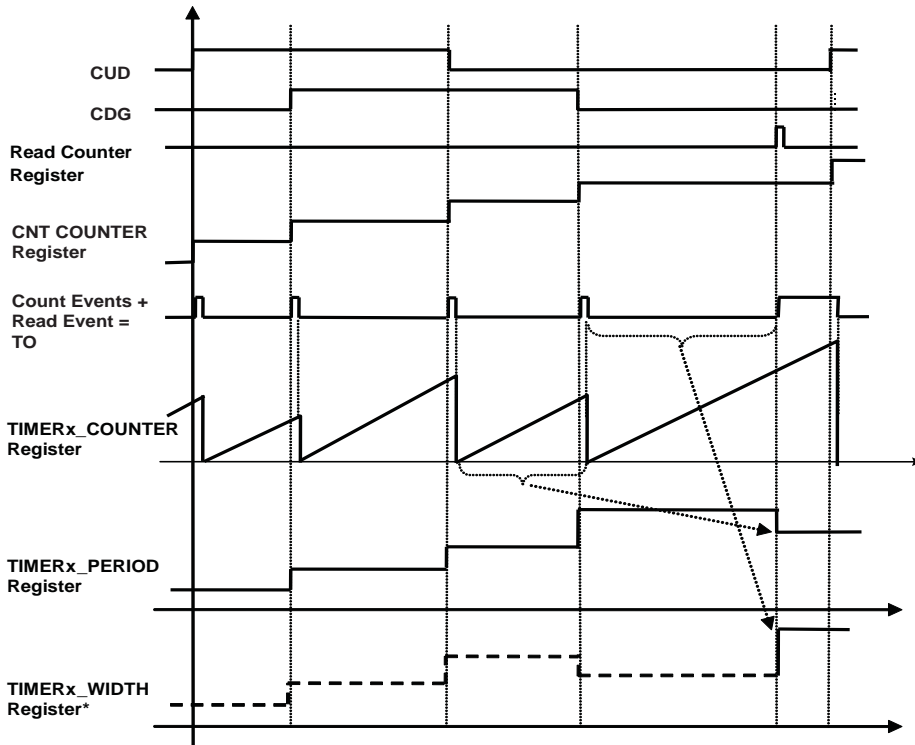 CUD
CDG
Read Counter
Register
CNT COUNTER
Register
Count Events +
Read Event =
TO
TIMERx_COUNTER
Register
TIMERx_PERIOD
Register
TIMERx_WIDTH
Register*